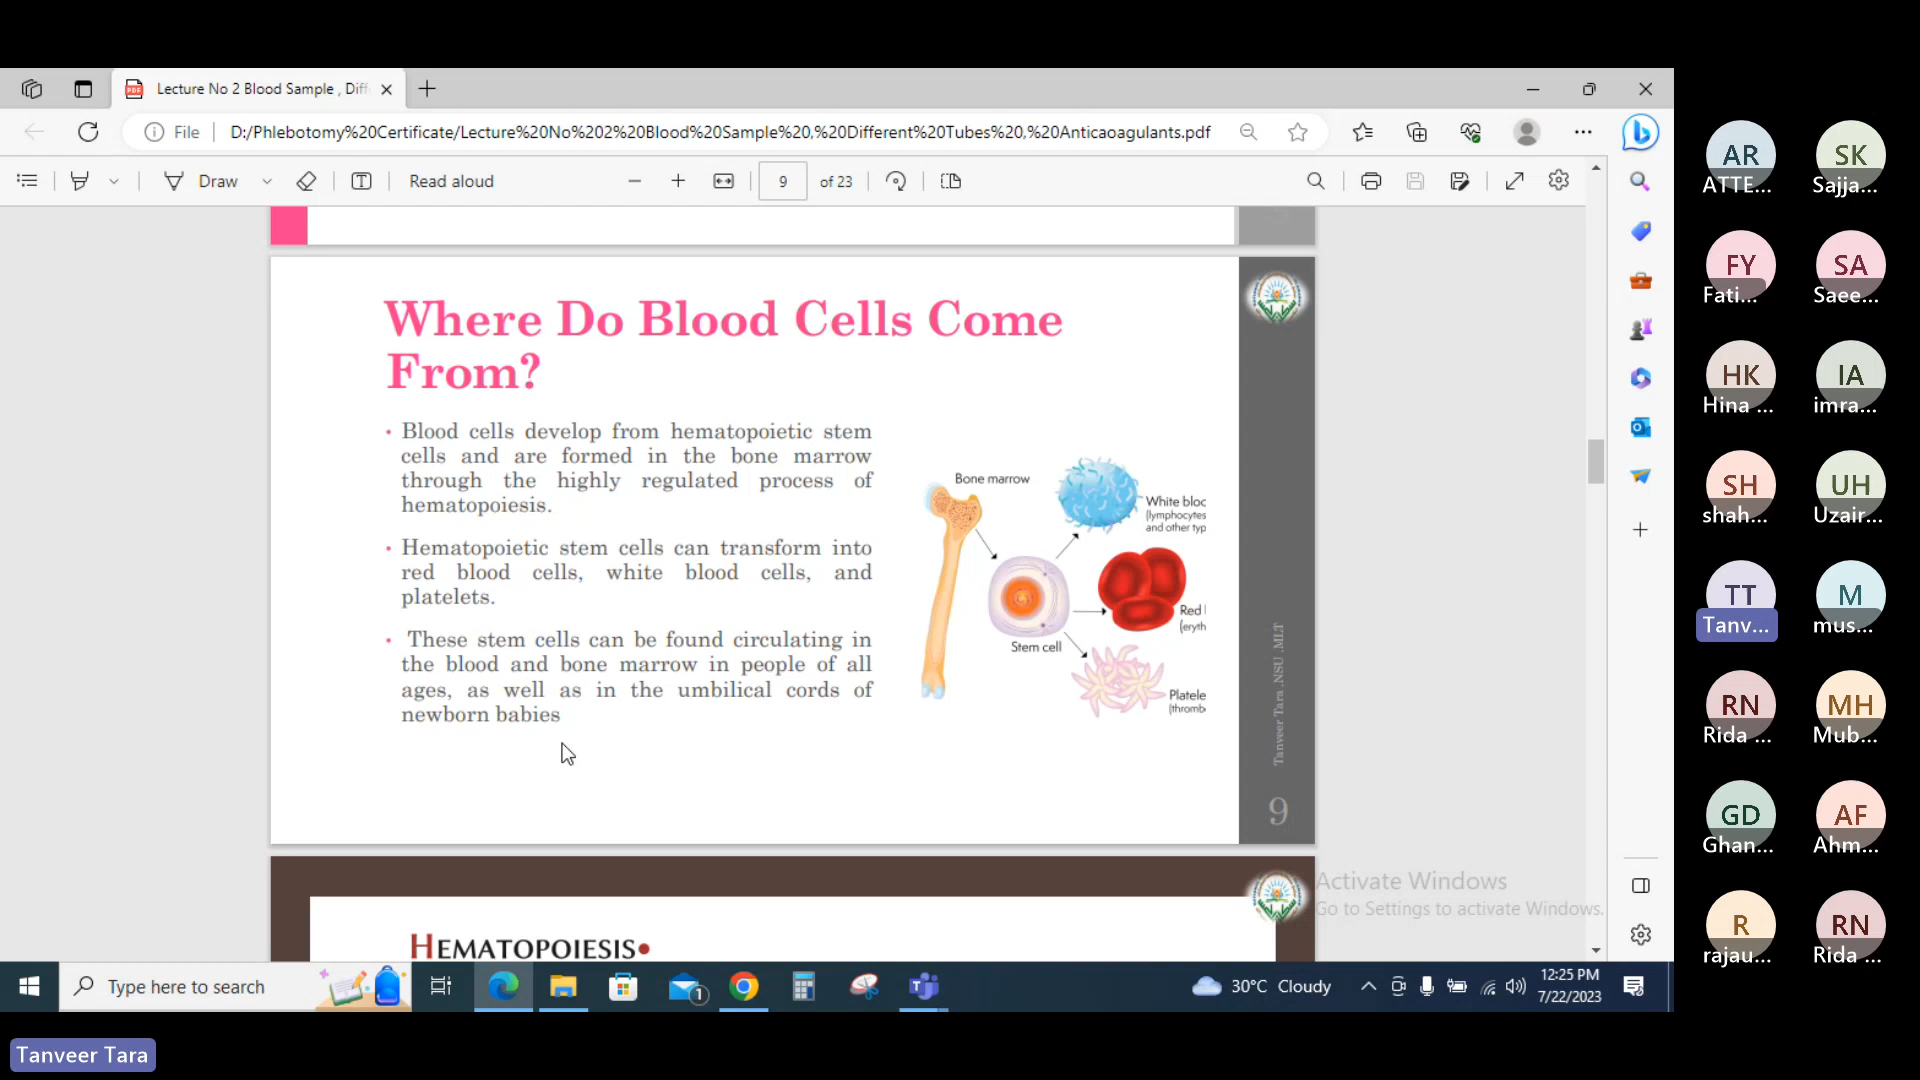 Lecture No 2 Blood Sample , Diff
File
D:/Phlebotomy%20Certificate/Lecture%20No%202%20Blood%20Sample%20,%20Different%20Tubes%20,%20Anticaoagulants.pdf
Draw
Read aloud
9 of 23
Where Do Blood Cells Come
From?
• Blood cells develop from hematopoietic stem
cells and are formed in the bone marrow
through the highly regulated process of
hematopoiesis.
• Hematopoietic stem cells can transform into
red blood cells, white blood cells, and
platelets.
• These stem cells can be found circulating in
the blood and bone marrow in people of all
ages, as well as in the umbilical cords of
newborn babies
Bone marrow
White bloc
(lymphocytes
and other typ
Red
(eryth
Stem cell
Platele
(thromb
Tanveer Tara .NSU .MLT
9
HEMATOPOIESIS•
Activate Windows
Go to Settings to activate Windows.
Type here to search
1
30°C Cloudy
12:25 PM
7/22/2023
AR
ATTE...
SK
Sajja...
FY
Fati...
SA
Saee...
HK
Hina ...
IA
imra...
SH
shah...
UH
Uzair...
TT
Tanv...
M
mus...
RN
Rida ...
MH
Mub...
GD
Ghan...
AF
Ahm...
R
rajau...
RN
Rida ...
Tanveer Tara